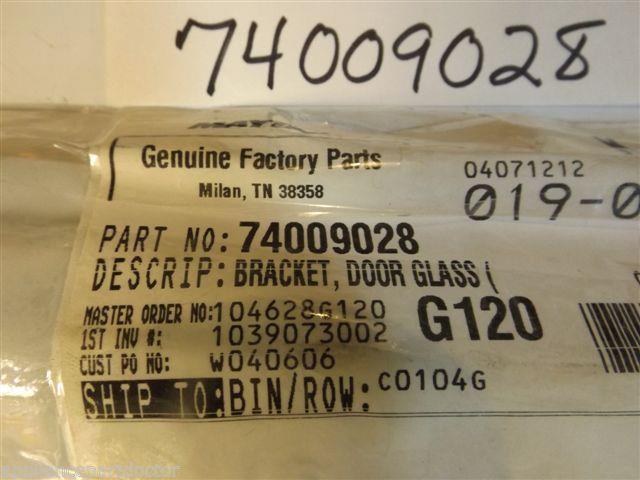 74009028
Genuine Factory Parts
Milan, TN 38358
04071212
019-0
PART NO: 74009028
DESCRIP: BRACKET, DOOR GLASS (
MASTER ORDER NO: 104628G120
G120
1ST INV #: 1039073002
CUST PO NO: W040606
SHIP TO: BIN/ROW: C0104G